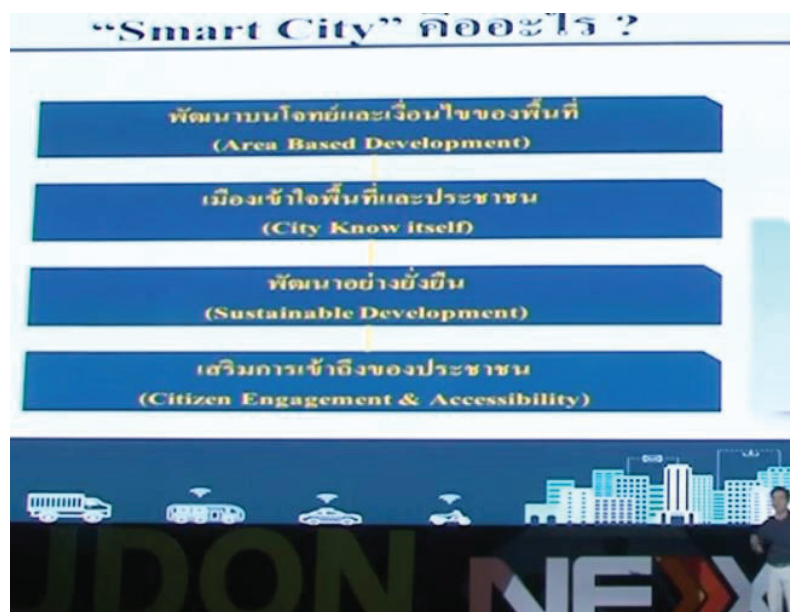 “Smart City” คืออะไร ?
พัฒนาบนโจทย์และเงื่อนไขของพื้นที่
(Area Based Development)
เมืองเข้าใจพื้นที่และประชาชน
(City Know itself)
พัฒนาอย่างยั่งยืน
(Sustainable Development)
เสริมการเข้าถึงของประชาชน
(Citizen Engagement & Accessibility)
UDON NEXX